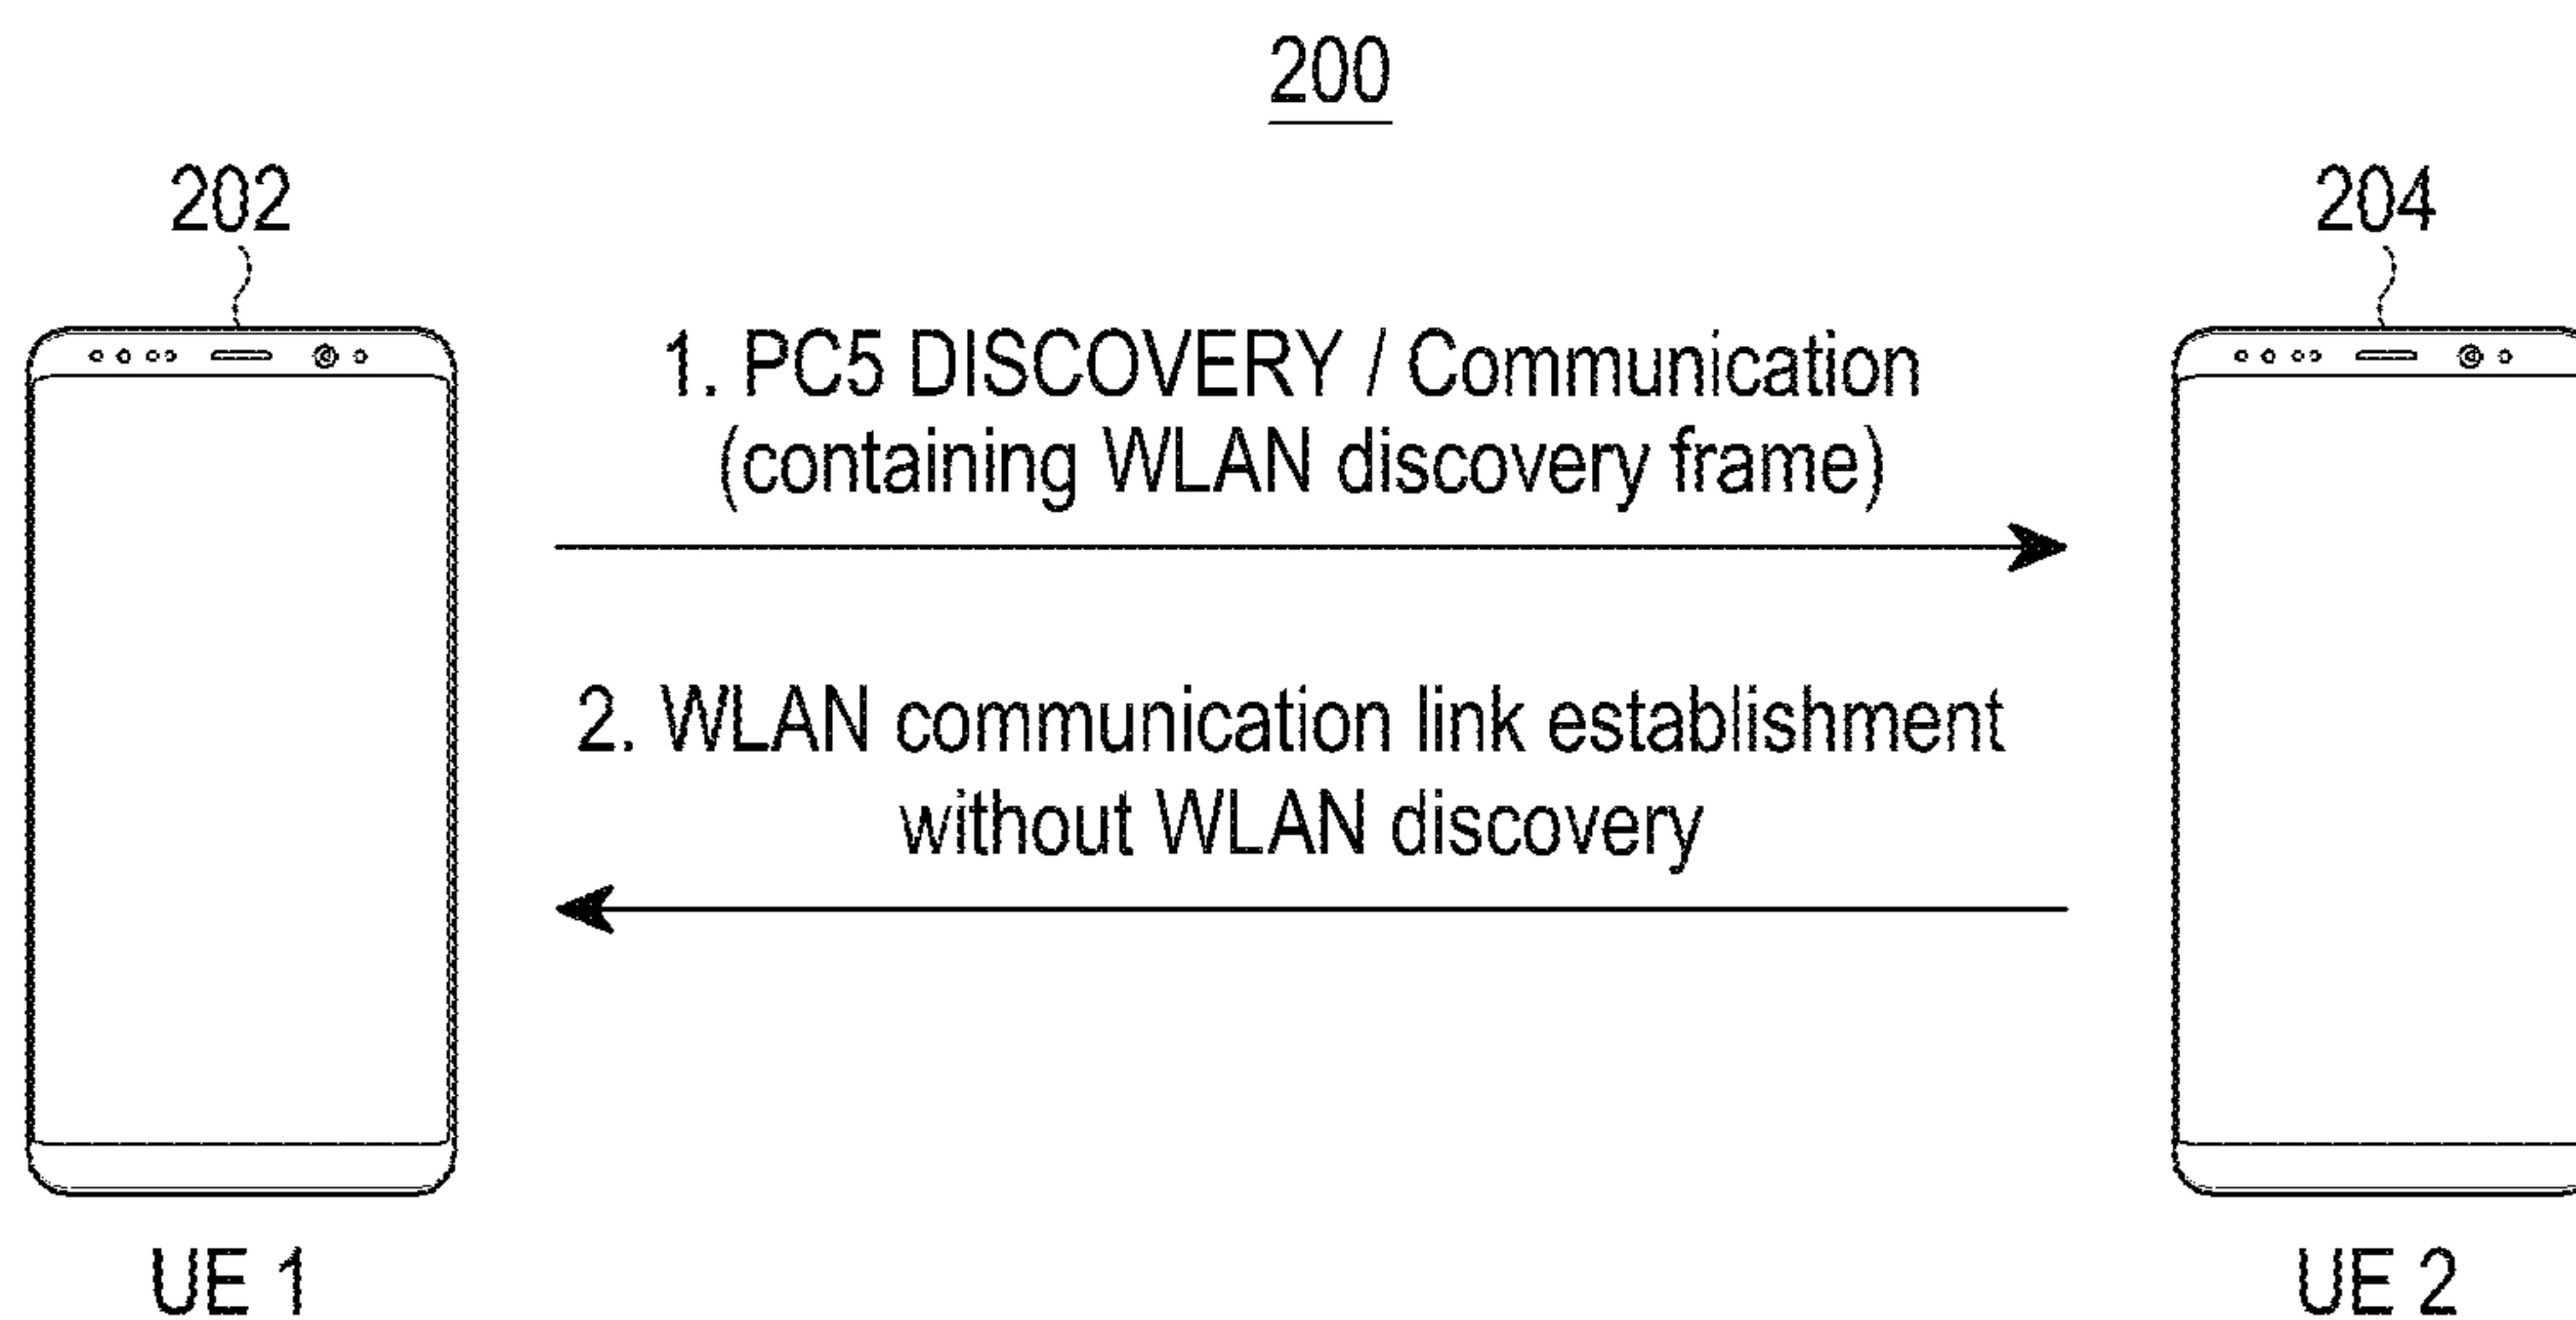 200
202
204
1. PC5 DISCOVERY / Communication
(containing WLAN discovery frame)
2. WLAN communication link establishment
without WLAN discovery
UE 1
UE 2